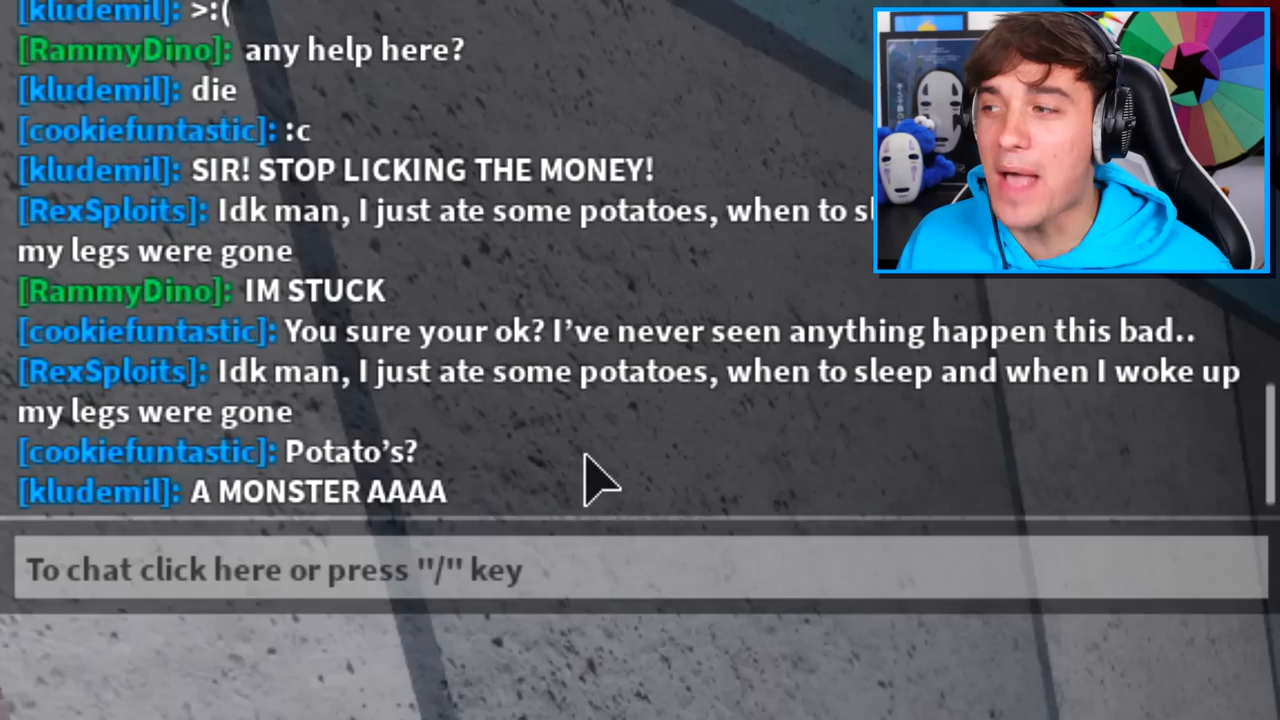 [kludemil]: >:(
[RammyDino]: any help here?
[kludemil]: die
[cookiefuntastic]: :c
[kludemil]: SIR! STOP LICKING THE MONEY!
[RexSploits]: Idk man, I just ate some potatoes, when to
my legs were gone
[RammyDino]: IM STUCK
[cookiefuntastic]: You sure your ok? I’ve never seen anything happen this bad..
[RexSploits]: Idk man, I just ate some potatoes, when to sleep and when I woke up
my legs were gone
[cookiefuntastic]: Potato’s?
[kludemil]: A MONSTER AAAA
To chat click here or press "/" key